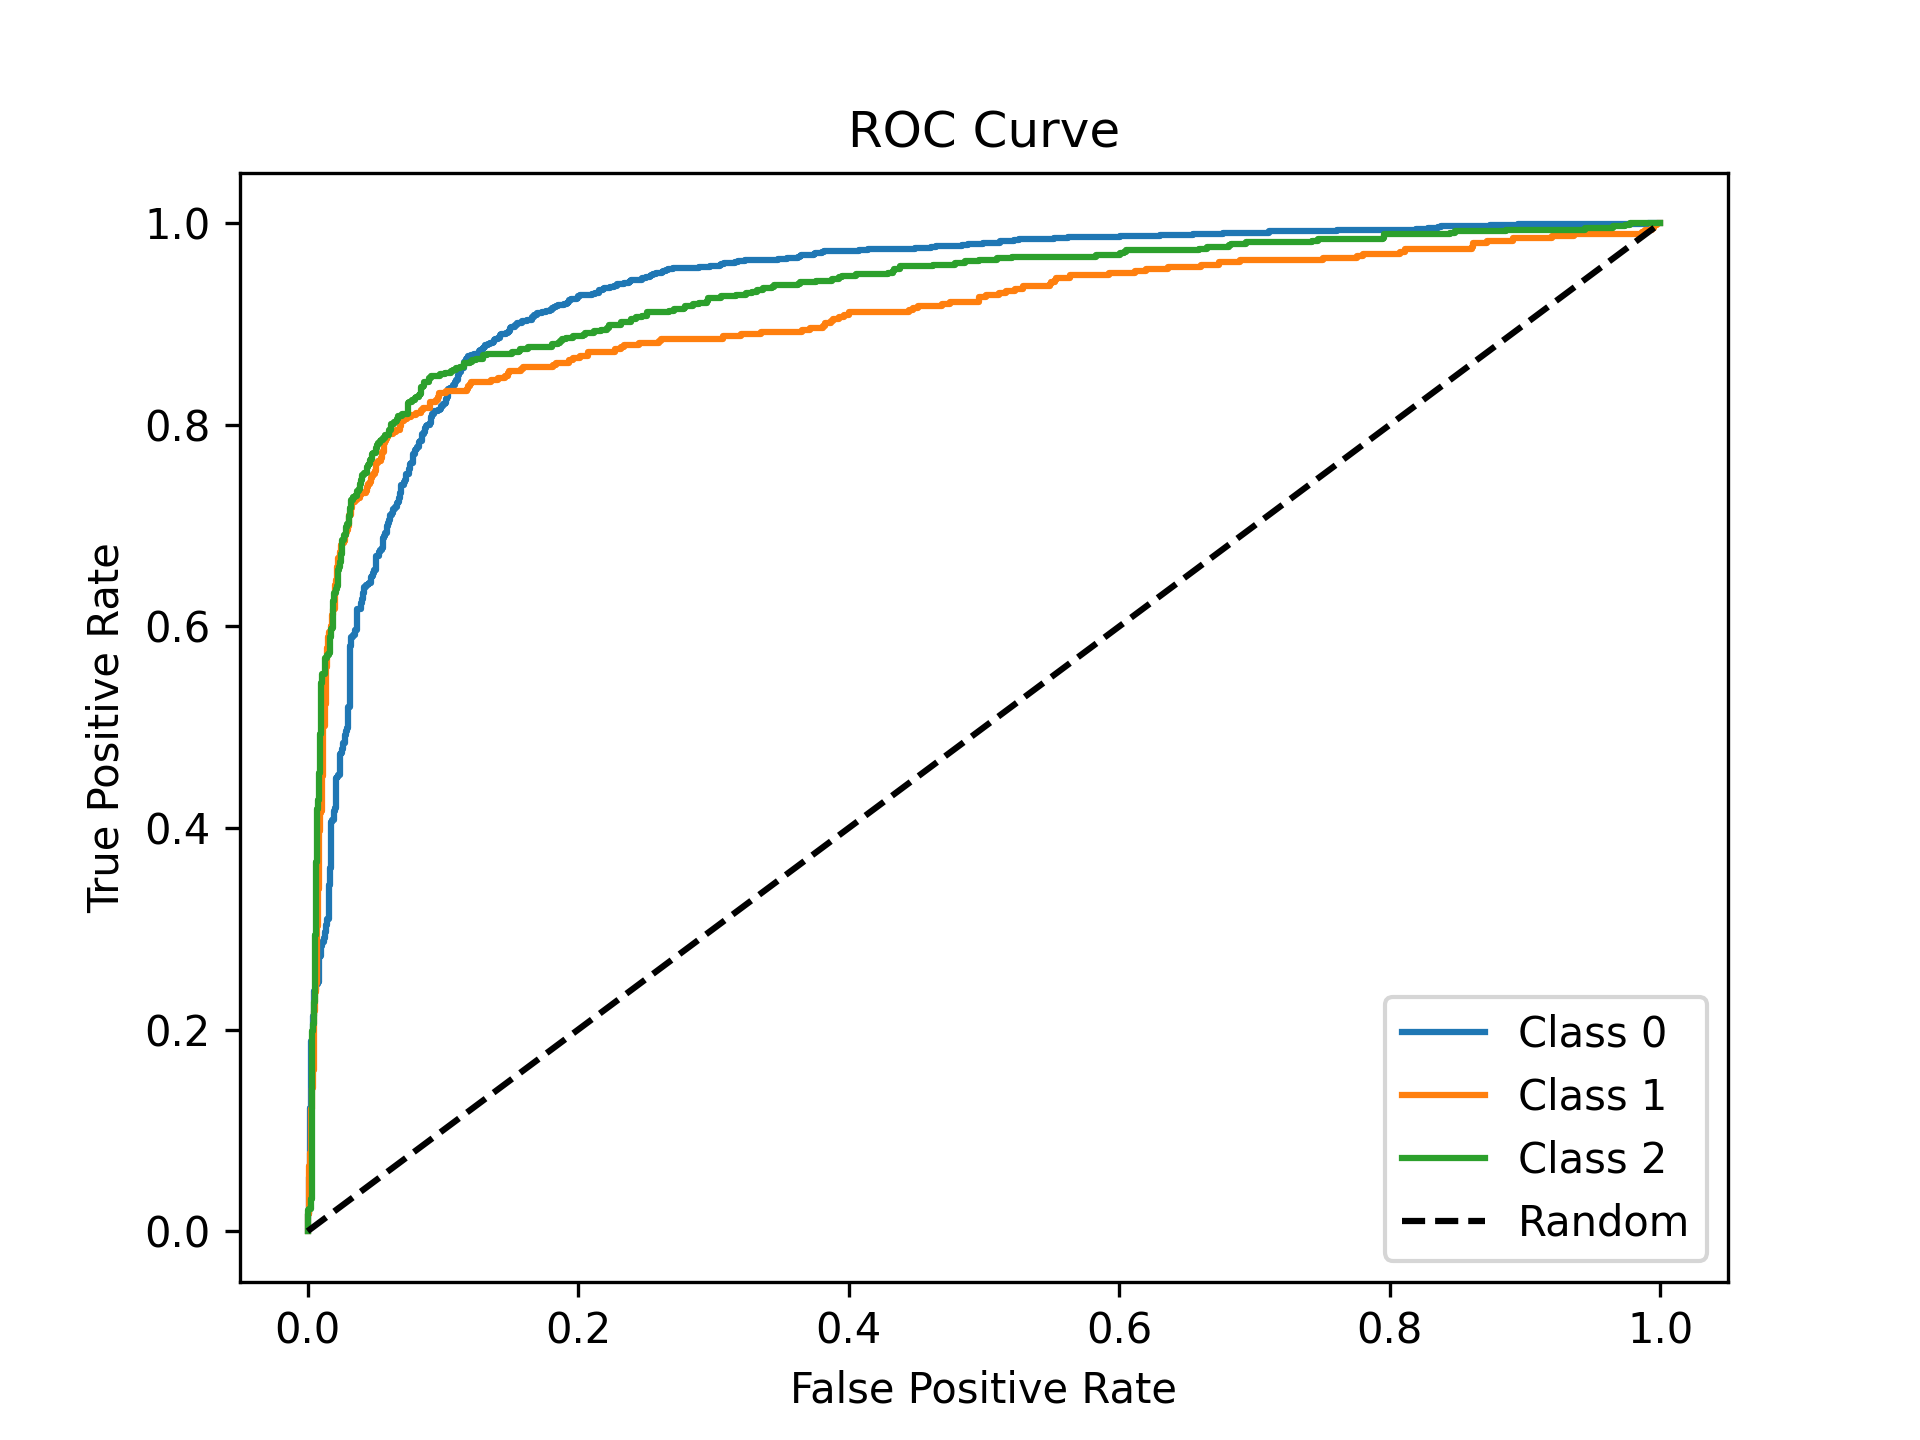 ROC Curve
True Positive Rate
1.0
0.8
0.6
0.4
0.2
0.0
0.0 0.2 0.4 0.6 0.8 1.0
False Positive Rate
Class 0
Class 1
Class 2
Random